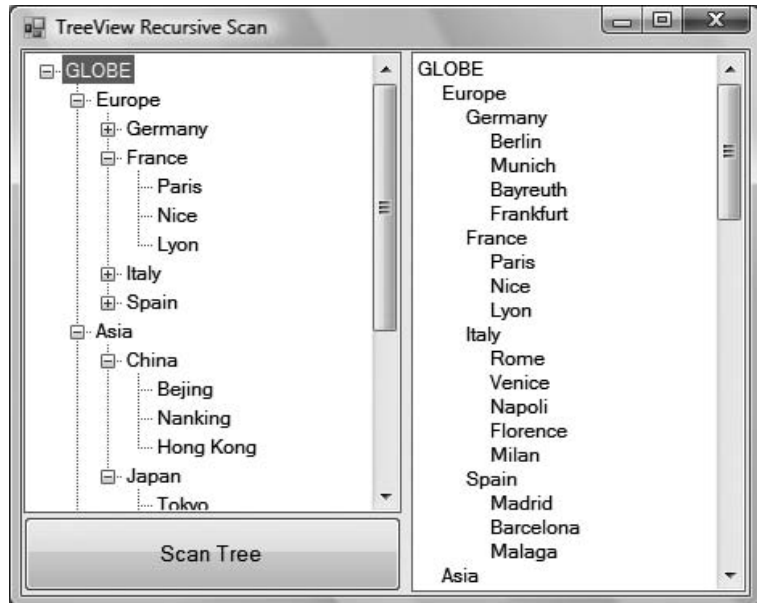 TreeView Recursive Scan
GLOBE
Europe
Germany
France
Paris
Nice
Lyon
Italy
Spain
Asia
China
Bejing
Nanking
Hong Kong
Japan
Tokyo
Scan Tree
GLOBE
Europe
Germany
Berlin
Munich
Bayreuth
Frankfurt
France
Paris
Nice
Lyon
Italy
Rome
Venice
Napoli
Florence
Milan
Spain
Madrid
Barcelona
Malaga
Asia